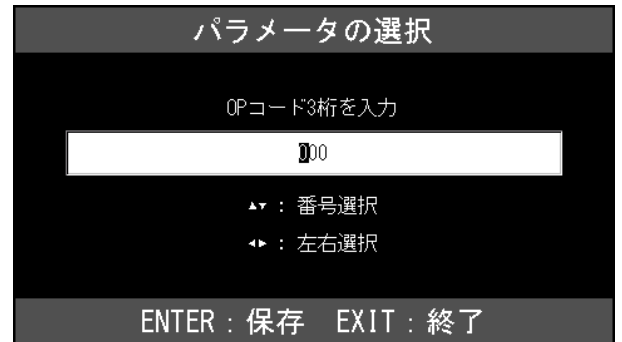 パラメータの選択
OPコード3桁を入力
000
▲▼ : 番号選択
◀▶ : 左右選択
ENTER : 保存 EXIT : 終了